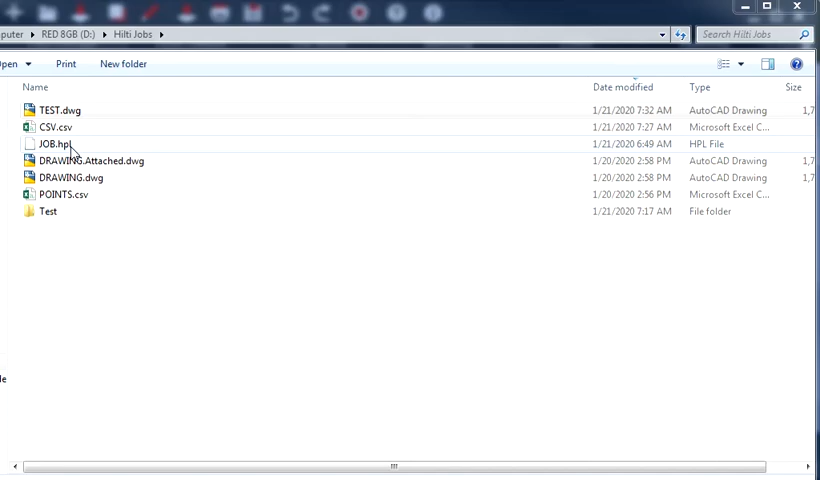 puter ▸ RED 8GB (D:) ▸ Hilti Jobs ▸ Search Hilti Jobs
Open Print New folder
Name Date modified Type Size
TEST.dwg 1/21/2020 7:32 AM AutoCAD Drawing 1,7
CSV.csv 1/21/2020 7:27 AM Microsoft Excel C...
JOB.hpl 1/21/2020 6:49 AM HPL File
DRAWING.Attached.dwg 1/20/2020 2:58 PM AutoCAD Drawing 1,7
DRAWING.dwg 1/20/2020 2:58 PM AutoCAD Drawing 1,7
POINTS.csv 1/20/2020 2:56 PM Microsoft Excel C...
Test 1/21/2020 7:17 AM File folder
le